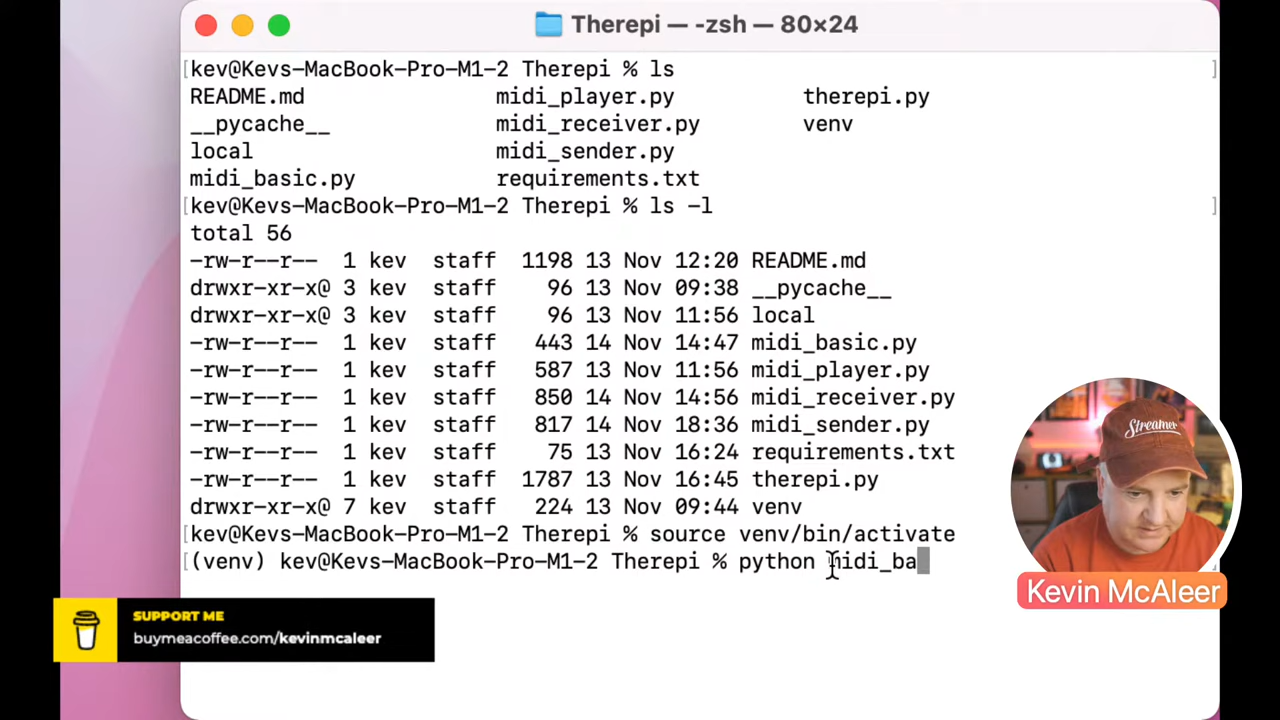 Therepi — -zsh — 80×24
[kev@Kevs-MacBook-Pro-M1-2 Therepi % ls ]
README.md midi_player.py therepi.py
__pycache__ midi_receiver.py venv
local midi_sender.py
midi_basic.py requirements.txt
[kev@Kevs-MacBook-Pro-M1-2 Therepi % ls -l ]
total 56
-rw-r--r-- 1 kev staff 1198 13 Nov 12:20 README.md
drwxr-xr-x@ 3 kev staff 96 13 Nov 09:38 __pycache__
drwxr-xr-x@ 3 kev staff 96 13 Nov 11:56 local
-rw-r--r-- 1 kev staff 443 14 Nov 14:47 midi_basic.py
-rw-r--r-- 1 kev staff 587 13 Nov 11:56 midi_player.py
-rw-r--r-- 1 kev staff 850 14 Nov 14:56 midi_receiver.py
-rw-r--r-- 1 kev staff 817 14 Nov 18:36 midi_sender.py
-rw-r--r-- 1 kev staff 75 13 Nov 16:24 requirements.txt
-rw-r--r-- 1 kev staff 1787 13 Nov 16:45 therepi.py
drwxr-xr-x@ 7 kev staff 224 13 Nov 09:44 venv
[kev@Kevs-MacBook-Pro-M1-2 Therepi % source venv/bin/activate
[(venv) kev@Kevs-MacBook-Pro-M1-2 Therepi % python midi_ba
Streamer
Kevin McAleer
SUPPORT ME
buymeacoffee.com/kevinmcaleer